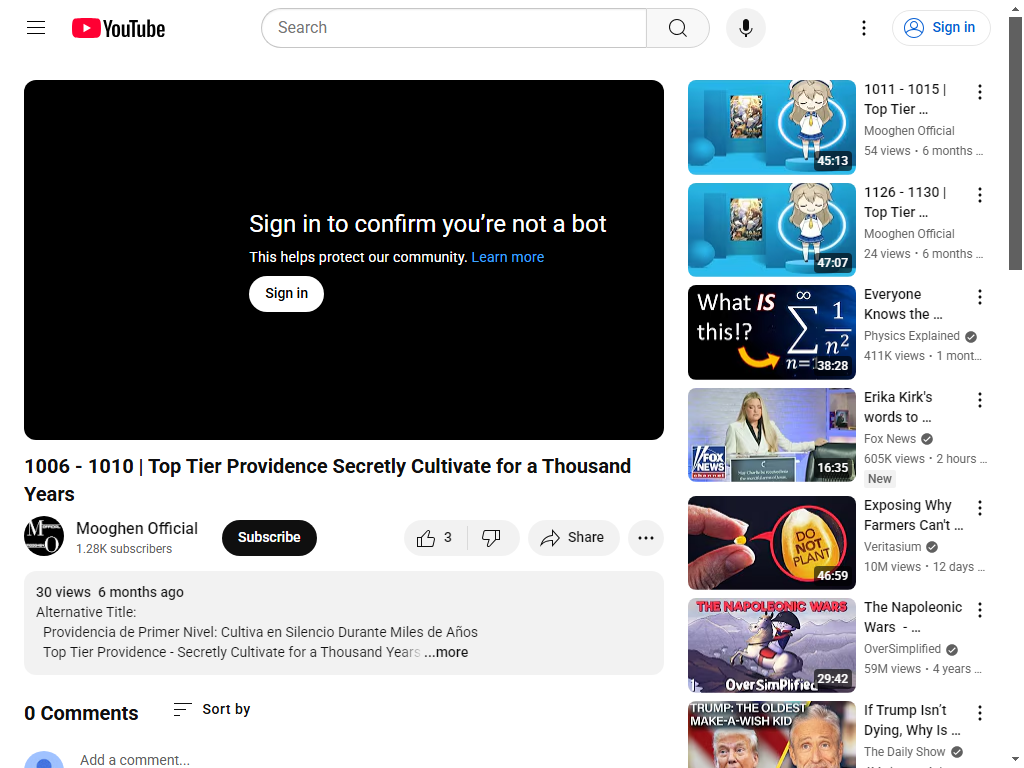 YouTube
Search
Sign in
Sign in to confirm you're not a bot
This helps protect our community. Learn more
Sign in
1006 - 1010 | Top Tier Providence Secretly Cultivate for a Thousand
Years
Mooghen Official
1.28K subscribers
Subscribe
3
Share
30 views 6 months ago
Alternative Title:
Providencia de Primer Nivel: Cultiva en Silencio Durante Miles de Años
Top Tier Providence - Secretly Cultivate for a Thousand Years ...more
0 Comments
Sort by
Add a comment...
45:13
1011 - 1015 |
Top Tier ...
Mooghen Official
54 views • 6 months ...
47:07
1126 - 1130 |
Top Tier ...
Mooghen Official
24 views • 6 months ...
What IS
this!?
∞
∑ 1/n²
n=1
38:28
Everyone
Knows the ...
Physics Explained
411K views • 1 mont...
FOX
NEWS
channel
16:35
Erika Kirk's
words to ...
Fox News
605K views • 2 hours ...
New
DO
NOT
PLANT
46:59
Exposing Why
Farmers Can't ...
Veritasium
10M views • 12 days ...
THE NAPOLEONIC WARS
OverSimplified
29:42
The Napoleonic
Wars - ...
OverSimplified
59M views • 4 years ...
TRUMP: THE OLDEST
MAKE-A-WISH KID
If Trump Isn't
Dying, Why Is ...
The Daily Show